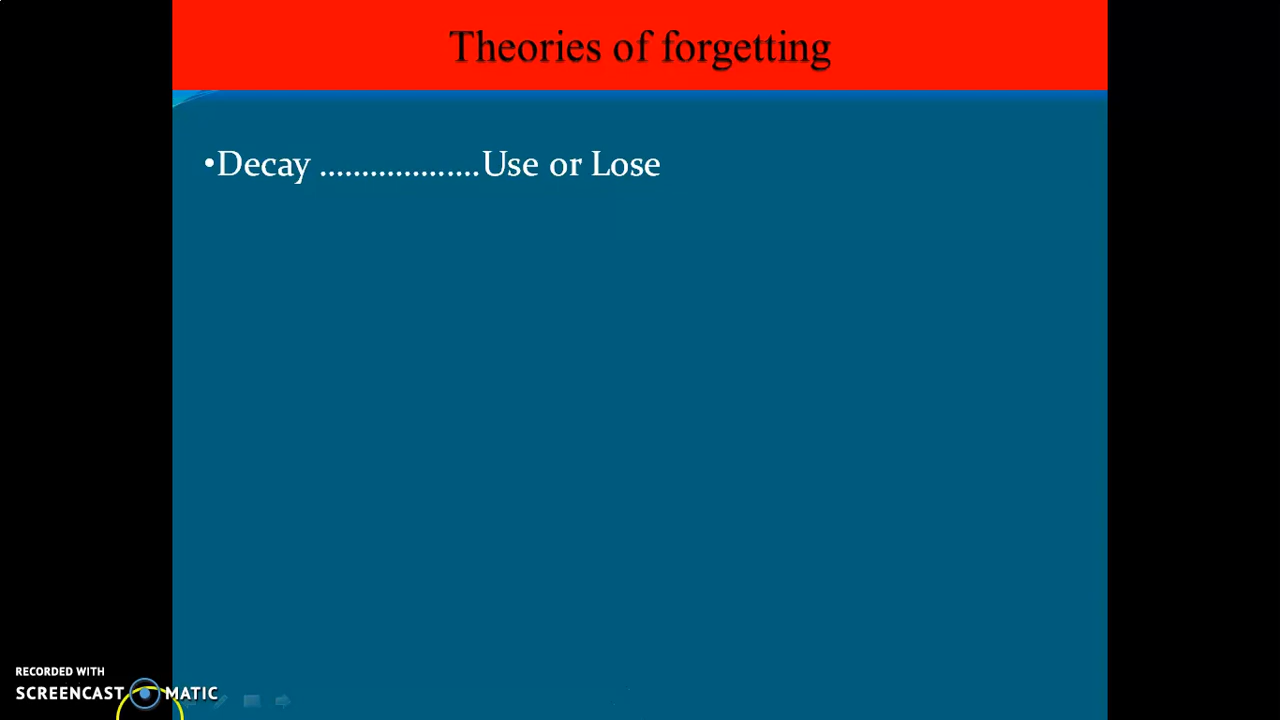 Theories of forgetting
•Decay ...................Use or Lose
RECORDED WITH
SCREENCAST MATIC